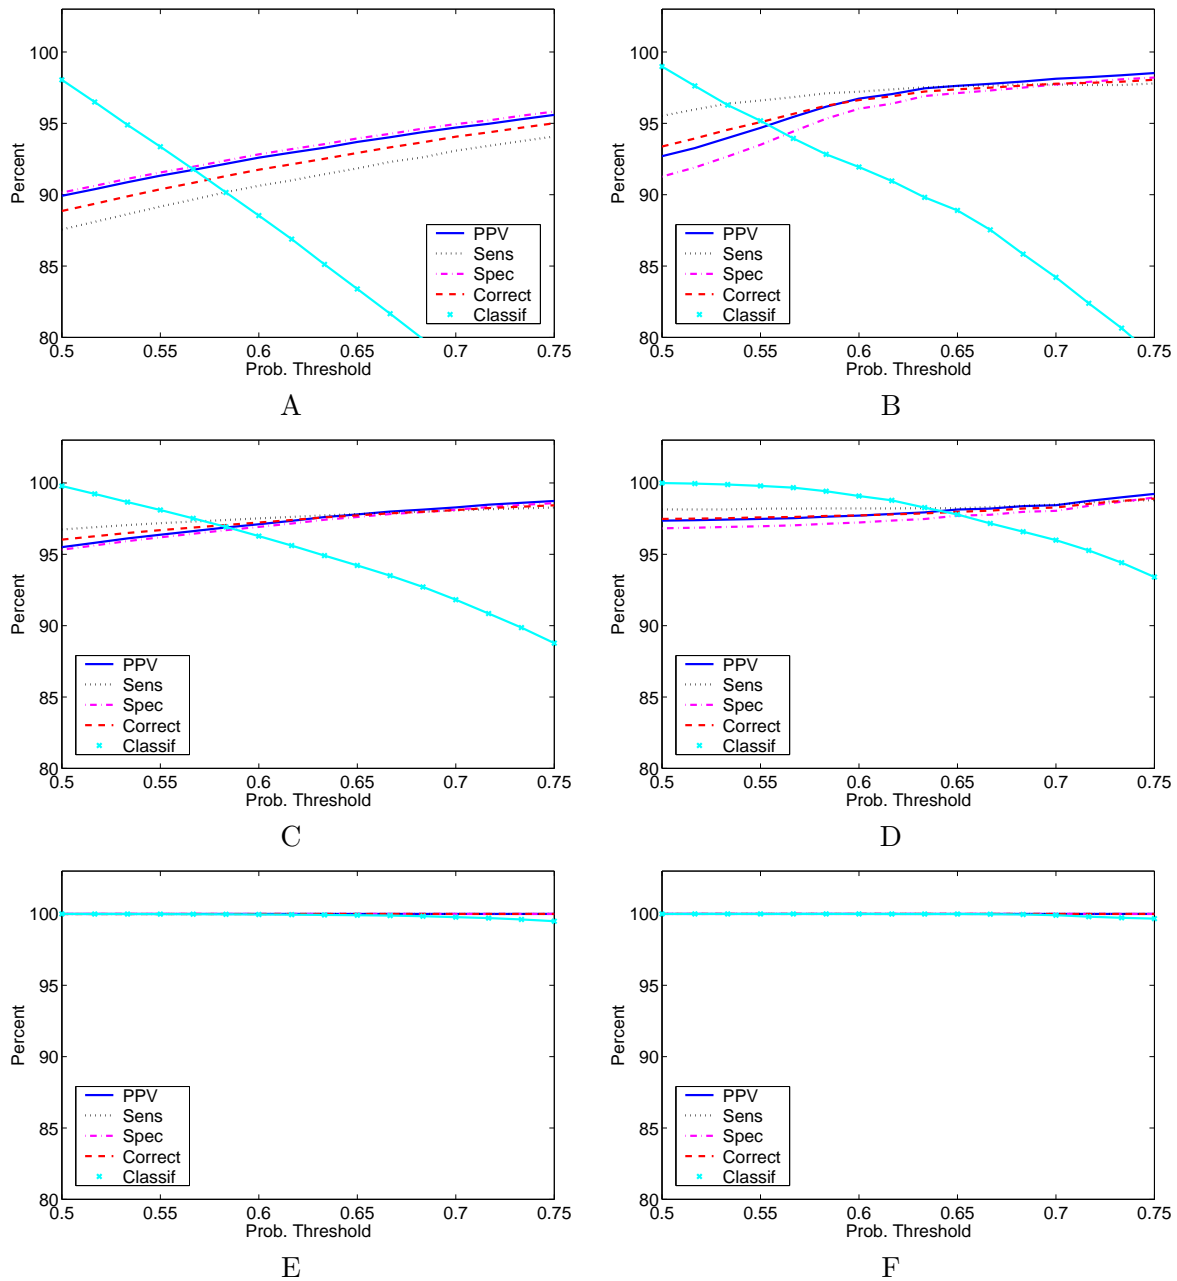 100
95
90
85
80
Percent
0.5
0.55
0.6
0.65
0.7
0.75
Prob. Threshold
PPV
Sens
Spec
Correct
Classif
A
100
95
90
85
80
Percent
0.5
0.55
0.6
0.65
0.7
0.75
Prob. Threshold
PPV
Sens
Spec
Correct
Classif
B
100
95
90
85
80
Percent
0.5
0.55
0.6
0.65
0.7
0.75
Prob. Threshold
PPV
Sens
Spec
Correct
Classif
C
100
95
90
85
80
Percent
0.5
0.55
0.6
0.65
0.7
0.75
Prob. Threshold
PPV
Sens
Spec
Correct
Classif
D
100
95
90
85
80
Percent
0.5
0.55
0.6
0.65
0.7
0.75
Prob. Threshold
PPV
Sens
Spec
Correct
Classif
E
100
95
90
85
80
Percent
0.5
0.55
0.6
0.65
0.7
0.75
Prob. Threshold
PPV
Sens
Spec
Correct
Classif
F